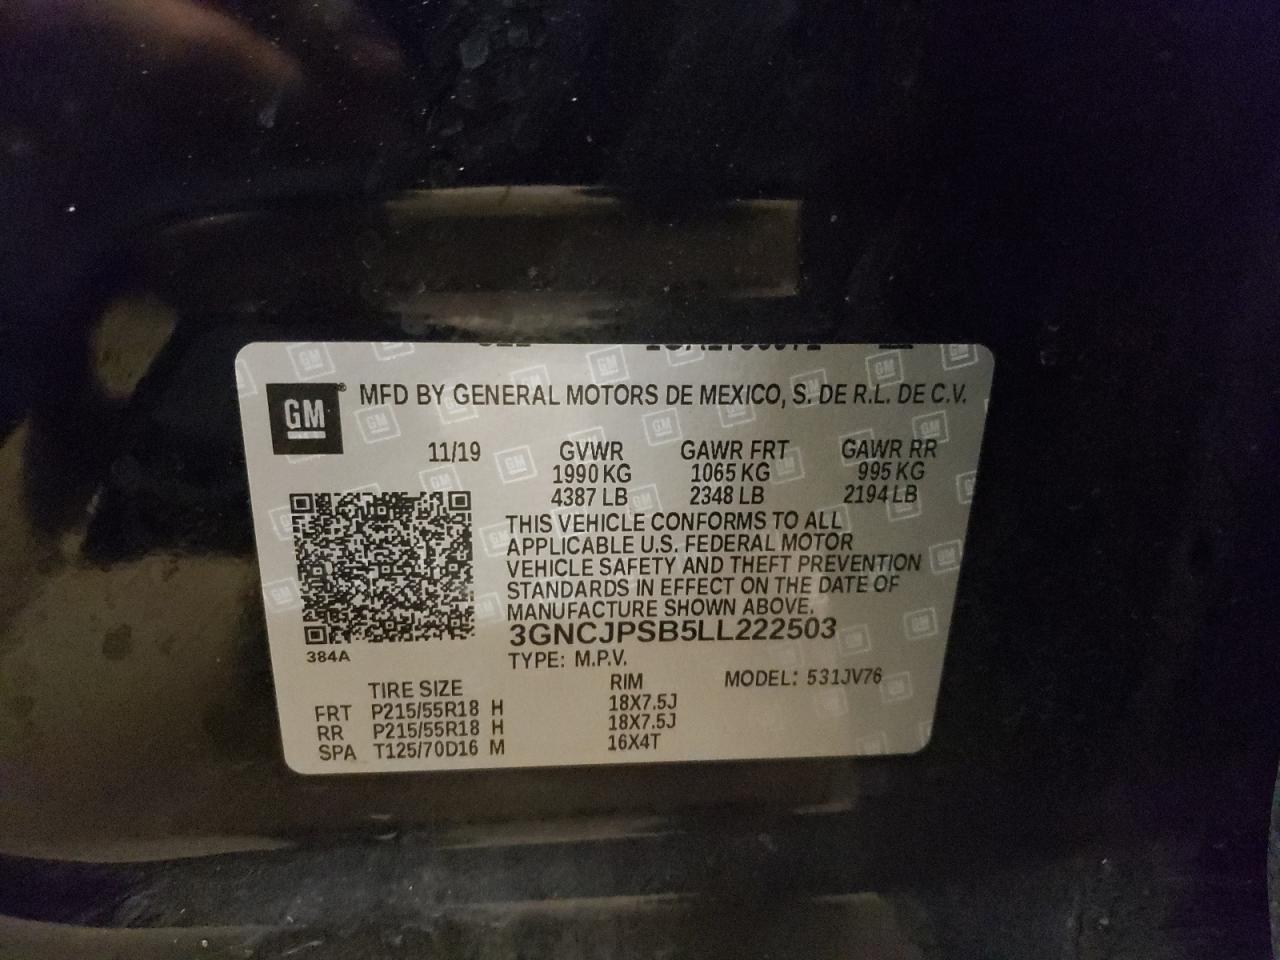 GM
MFD BY GENERAL MOTORS DE MEXICO, S. DE R.L. DE C.V.
11/19 GVWR GAWR FRT GAWR RR
1990 KG 1065 KG 995 KG
4387 LB 2348 LB 2194 LB
THIS VEHICLE CONFORMS TO ALL
APPLICABLE U.S. FEDERAL MOTOR
VEHICLE SAFETY AND THEFT PREVENTION
STANDARDS IN EFFECT ON THE DATE OF
MANUFACTURE SHOWN ABOVE.
3GNCJPSB5LL222503
384A
TYPE: M.P.V. MODEL: 531JV76
TIRE SIZE RIM
FRT P215/55R18 H 18X7.5J
RR P215/55R18 H 18X7.5J
SPA T125/70D16 M 16X4T